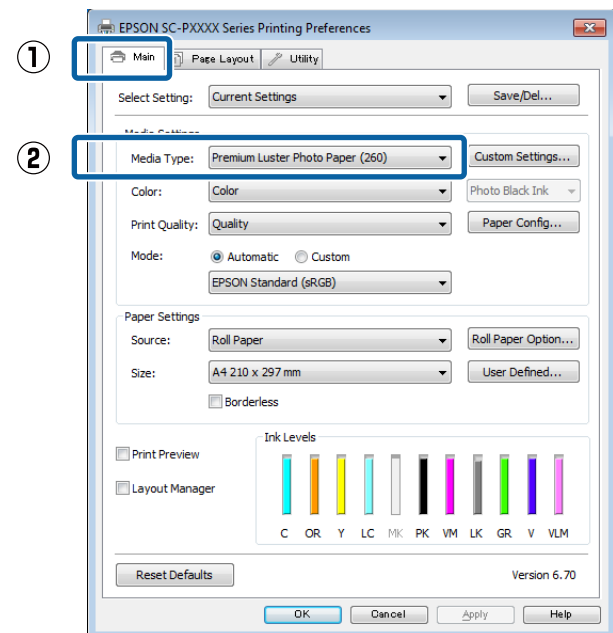 EPSON SC-PXXXX Series Printing Preferences
1
Main Page Layout Utility
Select Setting: Current Settings Save/Del...
Media Settings
2
Media Type: Premium Luster Photo Paper (260) Custom Settings...
Color: Color Photo Black Ink
Print Quality: Quality Paper Config...
Mode: Automatic Custom
EPSON Standard (sRGB)
Paper Settings
Source: Roll Paper Roll Paper Option...
Size: A4 210 x 297 mm User Defined...
Borderless
Ink Levels
Print Preview
Layout Manager
C OR Y LC MK PK VM LK GR V VLM
Reset Defaults Version 6.70
OK Cancel Apply Help